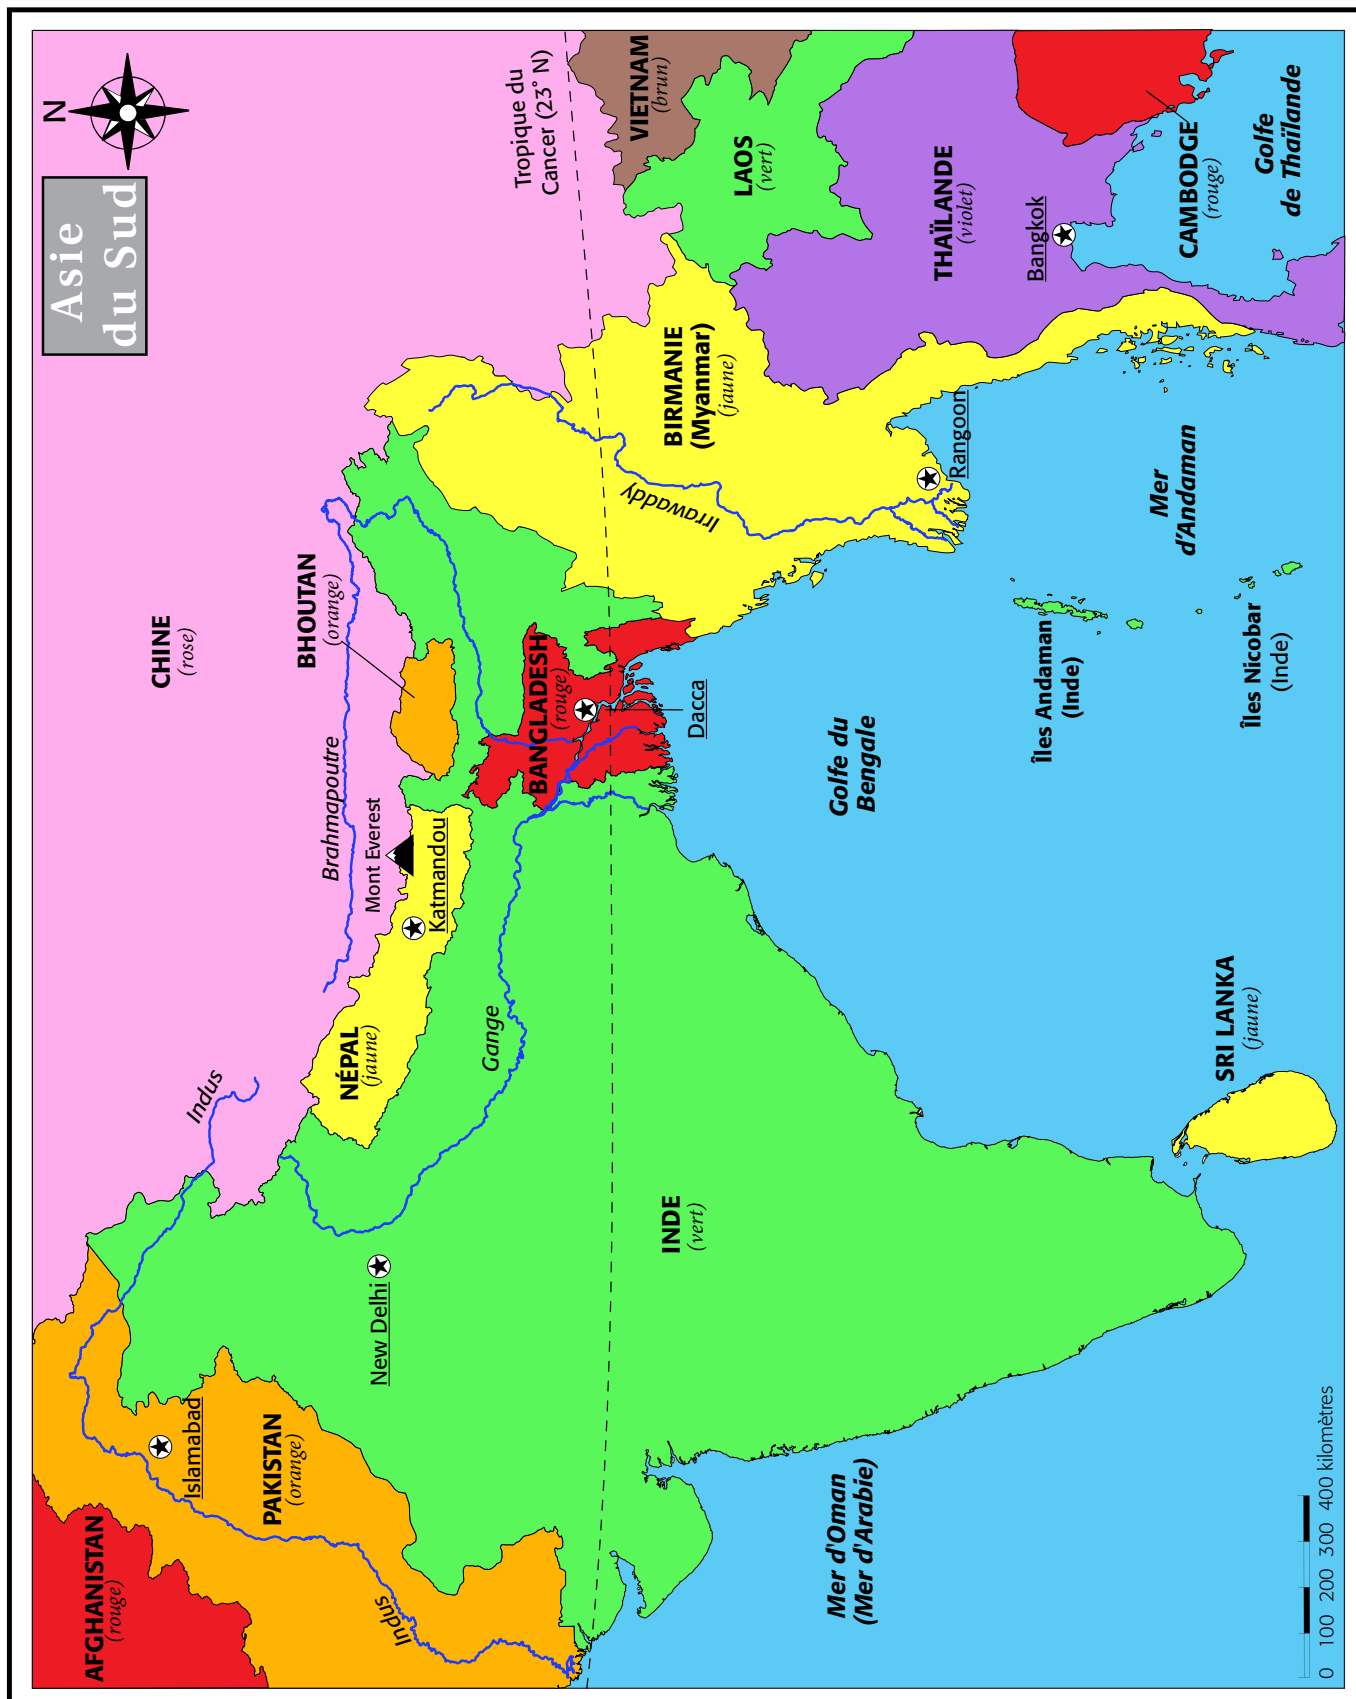 Asie
du Sud
N
AFGHANISTAN
(rouge)
Islamabad
PAKISTAN
(orange)
Indus
Indus
CHINE
(rose)
New Delhi
NÉPAL
(jaune)
Brahmapoutre
Mont Everest
Katmandou
BHOUTAN
(orange)
Gange
BANGLADESH
(rouge)
Dacca
Tropique du
Cancer (23° N)
VIETNAM
(brun)
LAOS
(vert)
BIRMANIE
(Myanmar)
(jaune)
Irrawaddy
INDE
(vert)
THAÏLANDE
(violet)
Rangoon
Bangkok
CAMBODGE
(rouge)
Golfe
de Thaïlande
Mer d'Oman
(Mer d'Arabie)
Golfe du
Bengale
Îles Andaman
(Inde)
Mer
d'Andaman
Îles Nicobar
(Inde)
SRI LANKA
(jaune)
0 100 200 300 400 kilomètres